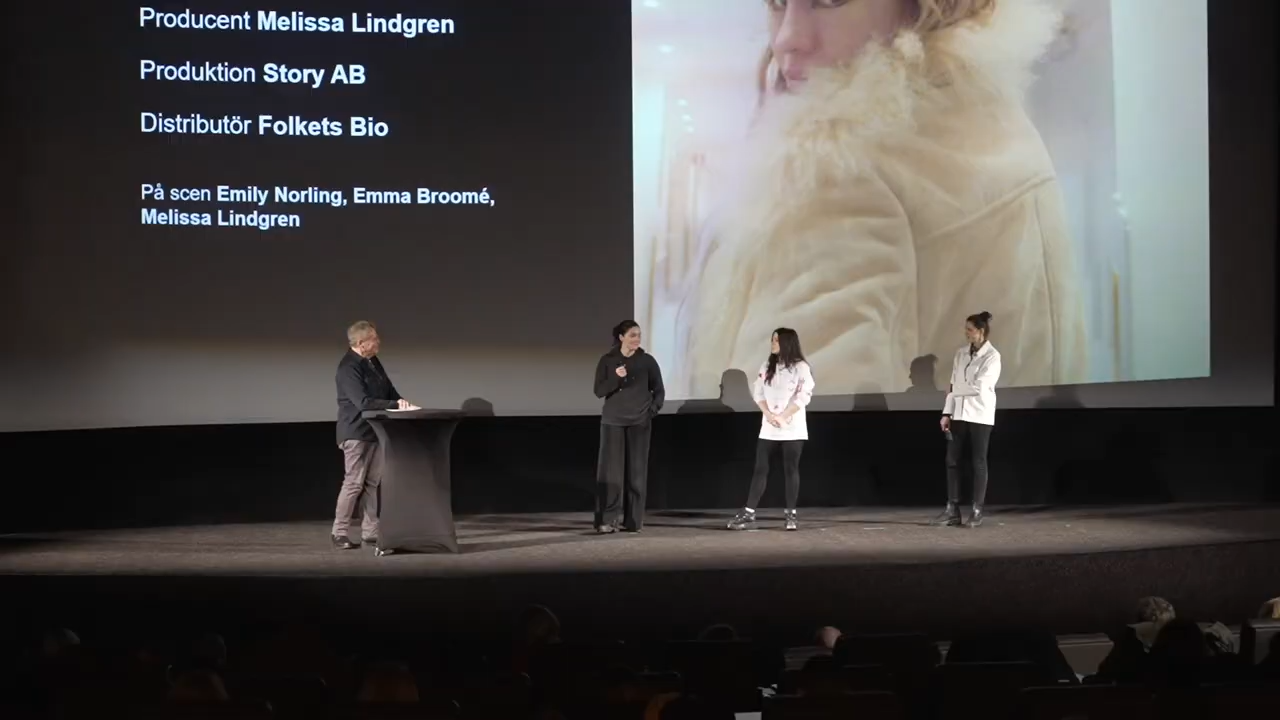 Producent Melissa Lindgren
Produktion Story AB
Distributör Folkets Bio
På scen Emily Norling, Emma Broomé,
Melissa Lindgren